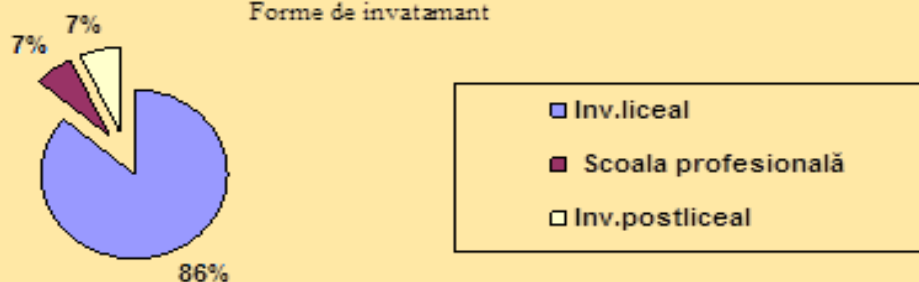 Forme de invatamant
7%
7%
86%
Inv.liceal
Scoala profesională
Inv.postliceal